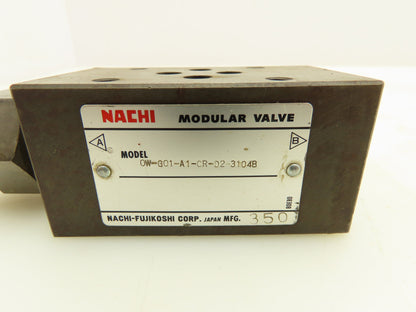 NACHI MODULAR VALVE
A B
MODEL
OW-G01-A1-CR-02 3104B
NACHI-FUJIKOSHI CORP. JAPAN MFG. 350